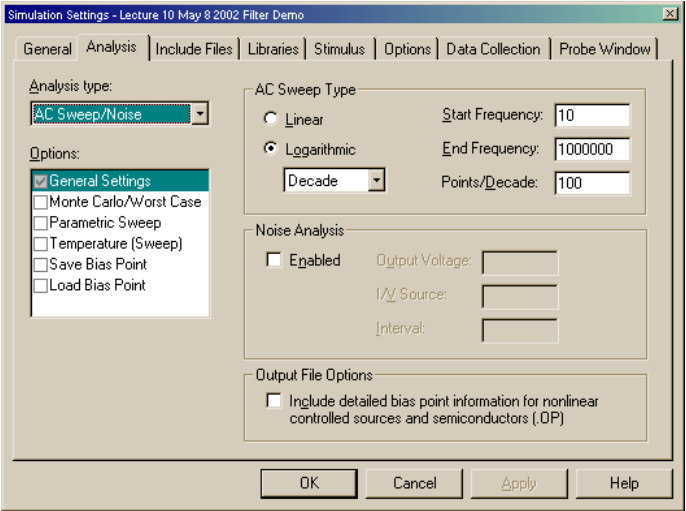 Simulation Settings - Lecture 10 May 8 2002 Filter Demo
General Analysis Include Files Libraries Stimulus Options Data Collection Probe Window
Analysis type:
AC Sweep/Noise
Options:
General Settings
Monte Carlo/Worst Case
Parametric Sweep
Temperature (Sweep)
Save Bias Point
Load Bias Point
AC Sweep Type
Linear
Logarithmic
Decade
Start Frequency: 10
End Frequency: 1000000
Points/Decade: 100
Noise Analysis
Enabled
Output Voltage:
I/V Source:
Interval:
Output File Options
Include detailed bias point information for nonlinear
controlled sources and semiconductors (.OP)
OK Cancel Apply Help